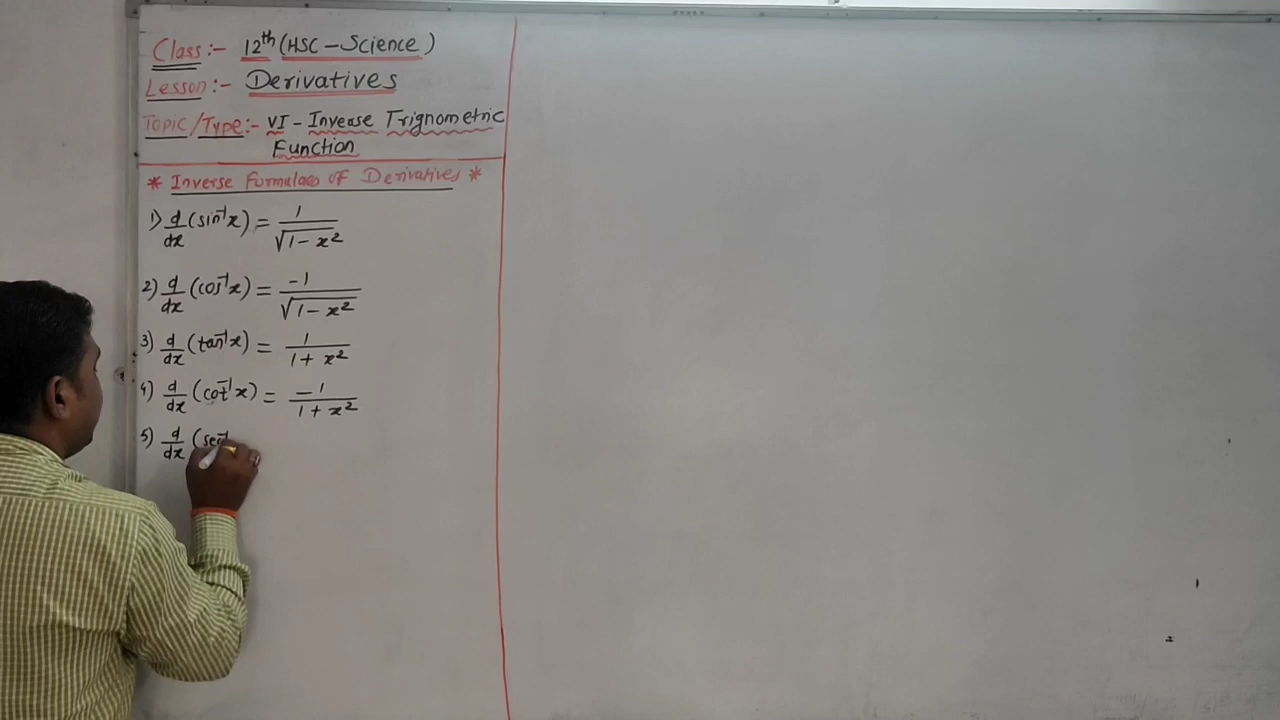 Class :- 12th (HSC - Science)
Lesson :- Derivatives
TOPIC / TYPE :- VI - Inverse Trignometric
Function
* Inverse Formulaes of Derivatives *
1) d/dx (sin⁻¹x) = 1/√(1 - x²)
2) d/dx (cos⁻¹x) = -1/√(1 - x²)
3) d/dx (tan⁻¹x) = 1/(1 + x²)
4) d/dx (cot⁻¹x) = -1/(1 + x²)
5) d/dx (sec⁻¹